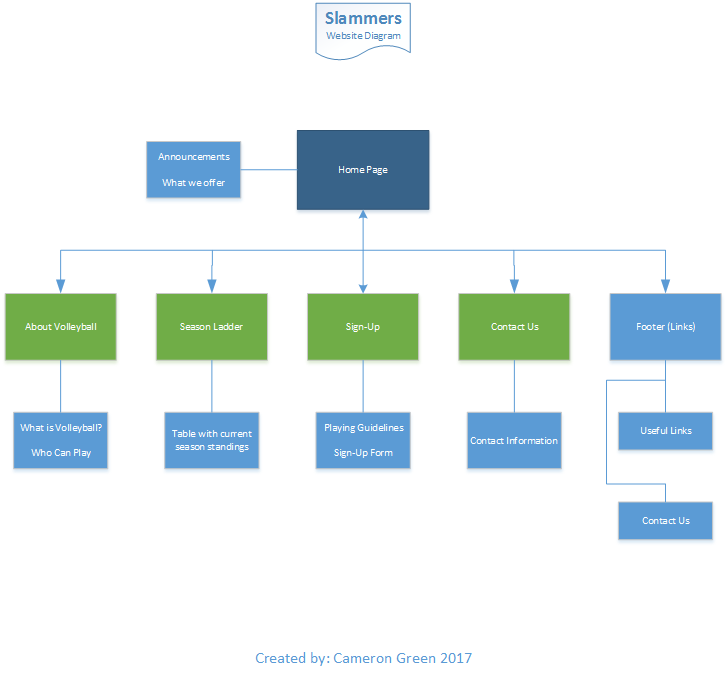 Slammers
Website Diagram
Announcements
What we offer
Home Page
About Volleyball
Season Ladder
Sign-Up
Contact Us
Footer (Links)
What is Volleyball?
Who Can Play
Table with current
season standings
Playing Guidelines
Sign-Up Form
Contact Information
Useful Links
Contact Us
Created by: Cameron Green 2017